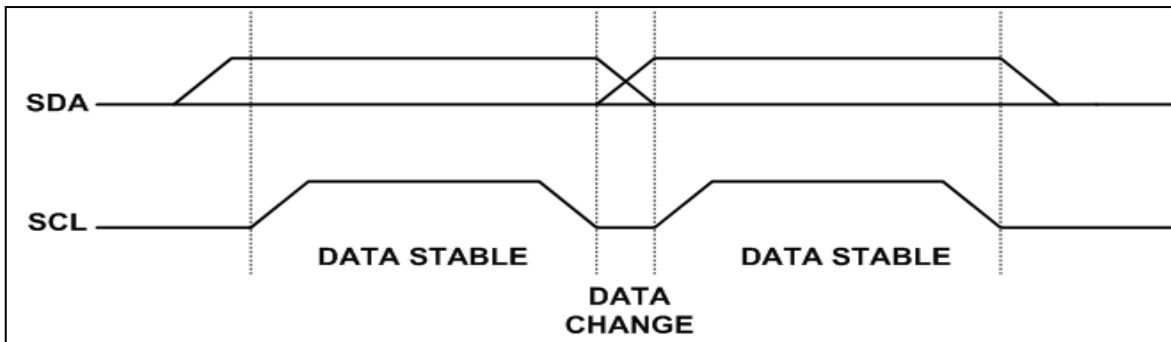 SDA
SCL
DATA STABLE DATA STABLE
DATA
CHANGE